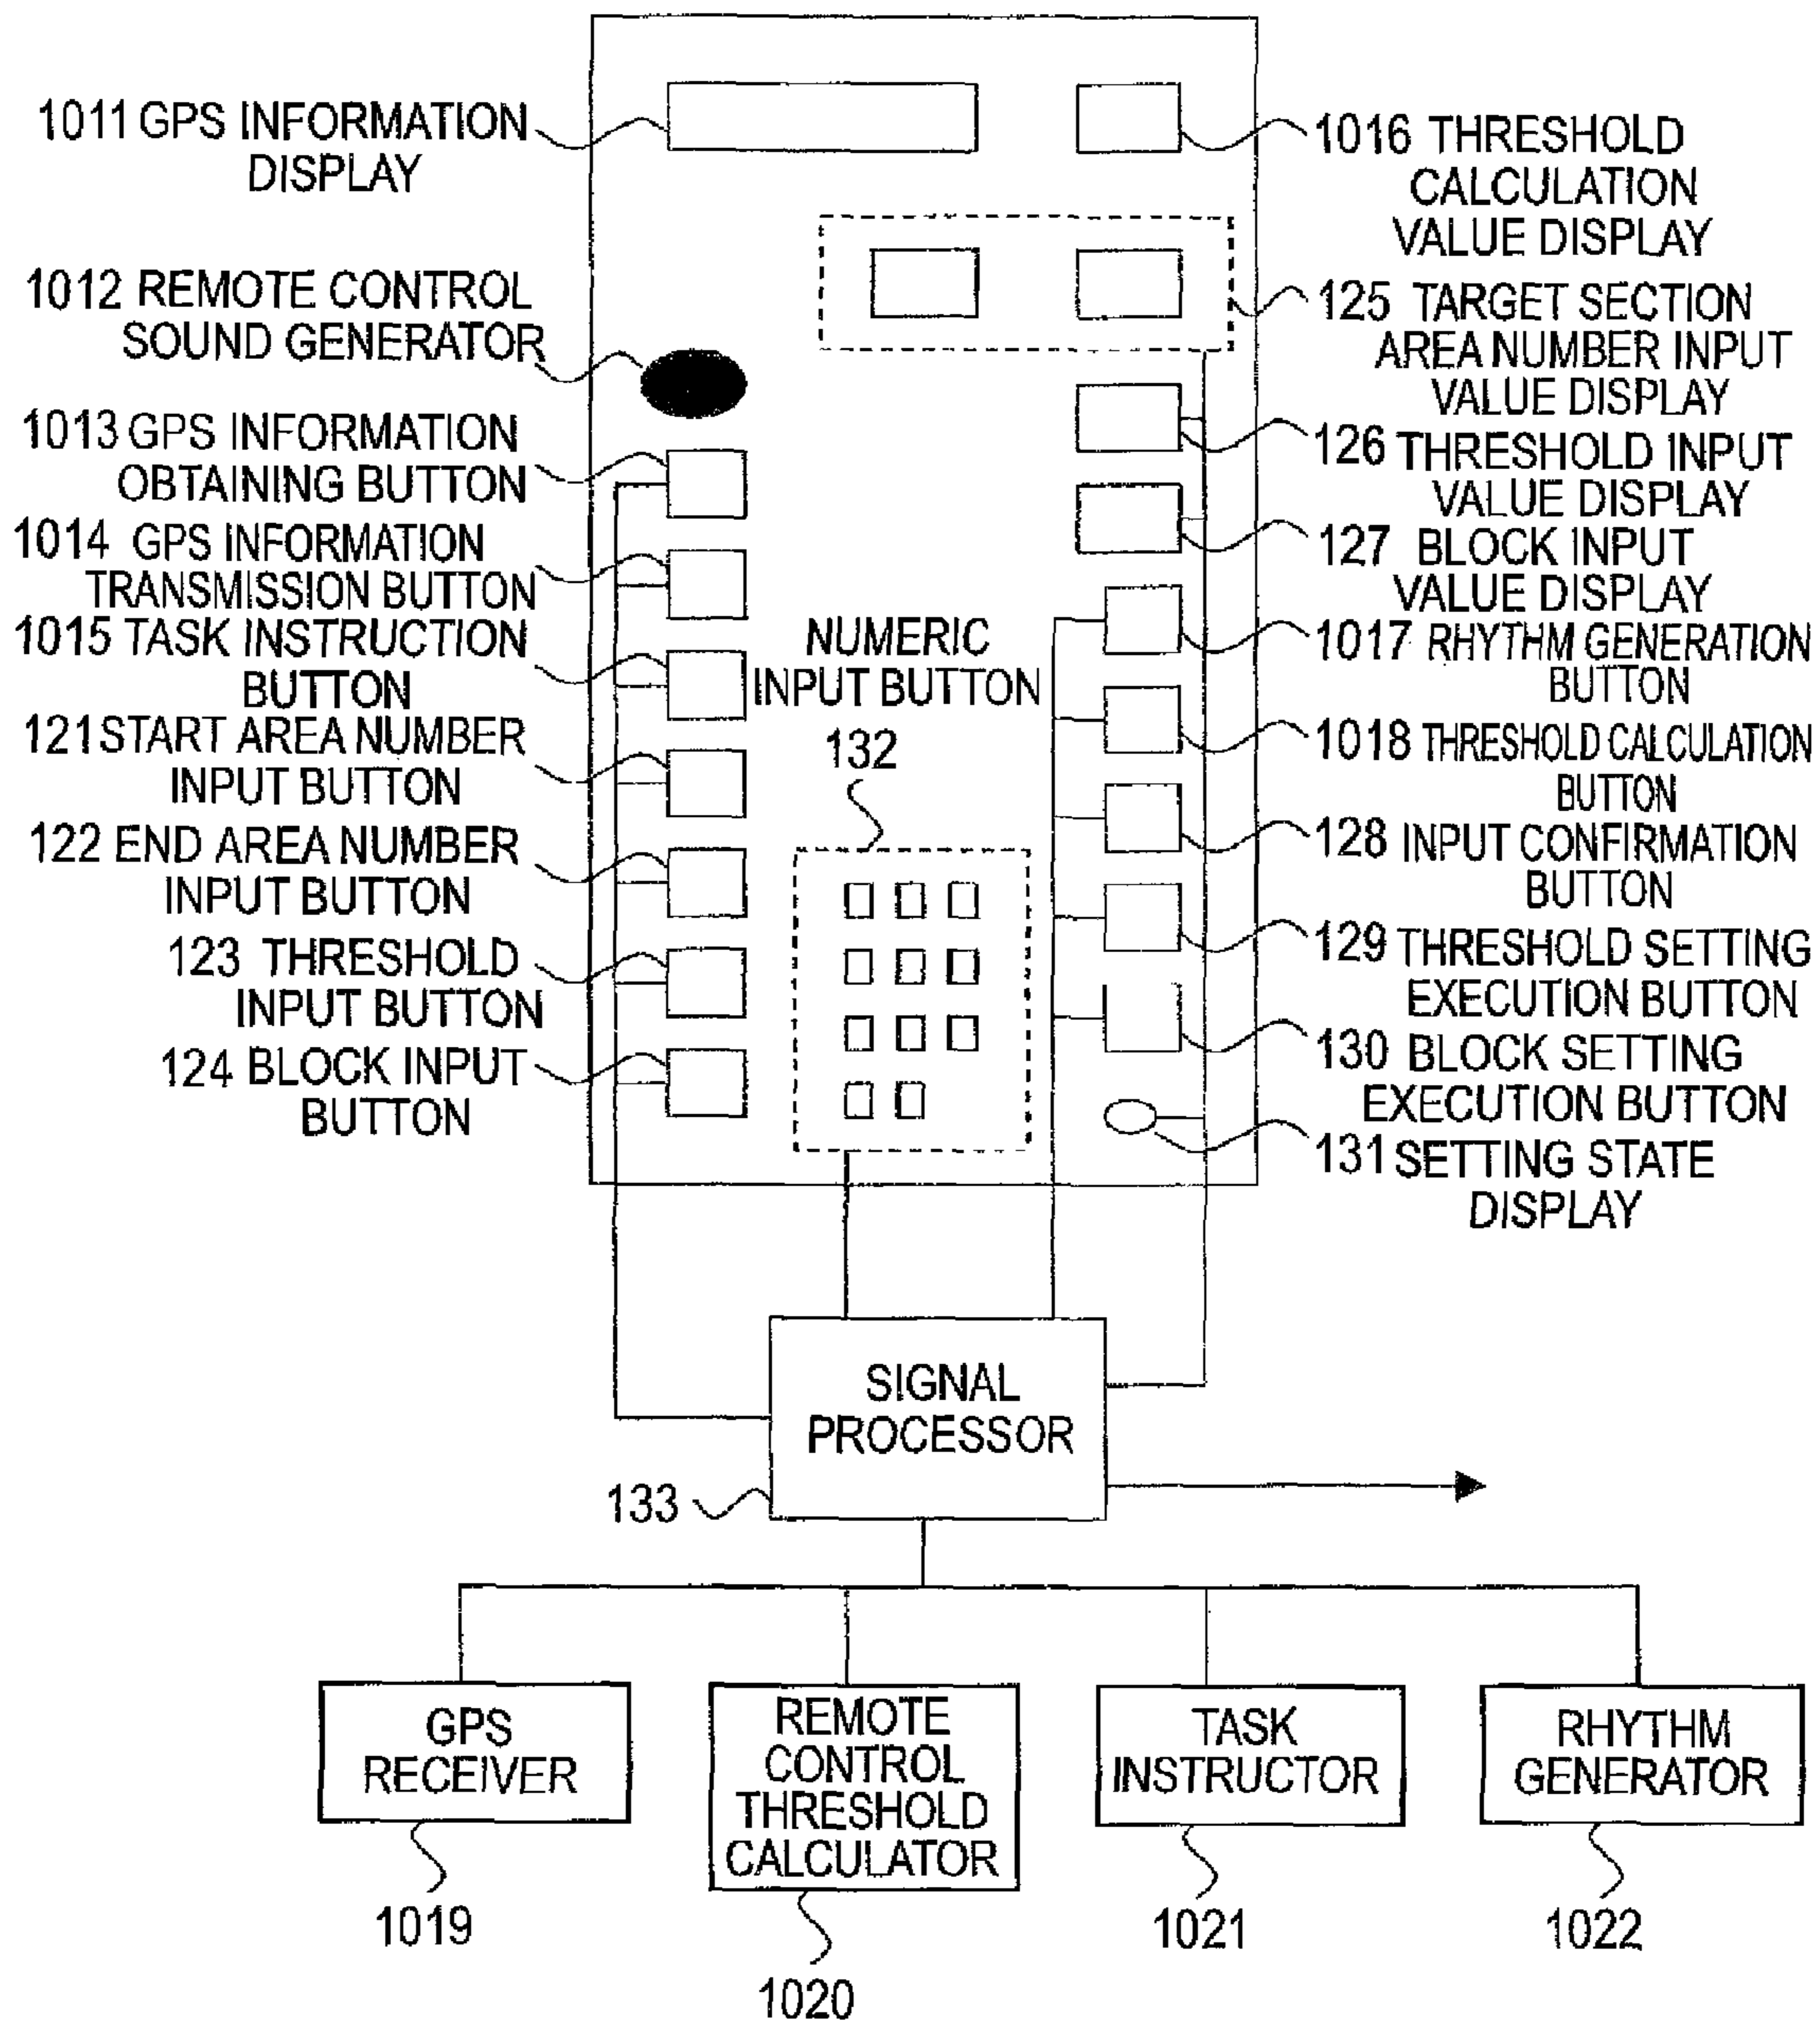 1011 GPS INFORMATION
DISPLAY
1012 REMOTE CONTROL
SOUND GENERATOR
1013 GPS INFORMATION
OBTAINING BUTTON
1014 GPS INFORMATION
TRANSMISSION BUTTON
1015 TASK INSTRUCTION
BUTTON
121 START AREA NUMBER
INPUT BUTTON
122 END AREA NUMBER
INPUT BUTTON
123 THRESHOLD
INPUT BUTTON
124 BLOCK INPUT
BUTTON
NUMERIC
INPUT BUTTON
132
1016 THRESHOLD
CALCULATION
VALUE DISPLAY
125 TARGET SECTION
AREA NUMBER INPUT
VALUE DISPLAY
126 THRESHOLD INPUT
VALUE DISPLAY
127 BLOCK INPUT
VALUE DISPLAY
1017 RHYTHM GENERATION
BUTTON
1018 THRESHOLD CALCULATION
BUTTON
128 INPUT CONFIRMATION
BUTTON
129 THRESHOLD SETTING
EXECUTION BUTTON
130 BLOCK SETTING
EXECUTION BUTTON
131 SETTING STATE
DISPLAY
SIGNAL
PROCESSOR
133
GPS
RECEIVER
1019
REMOTE
CONTROL
THRESHOLD
CALCULATOR
1020
TASK
INSTRUCTOR
1021
RHYTHM
GENERATOR
1022